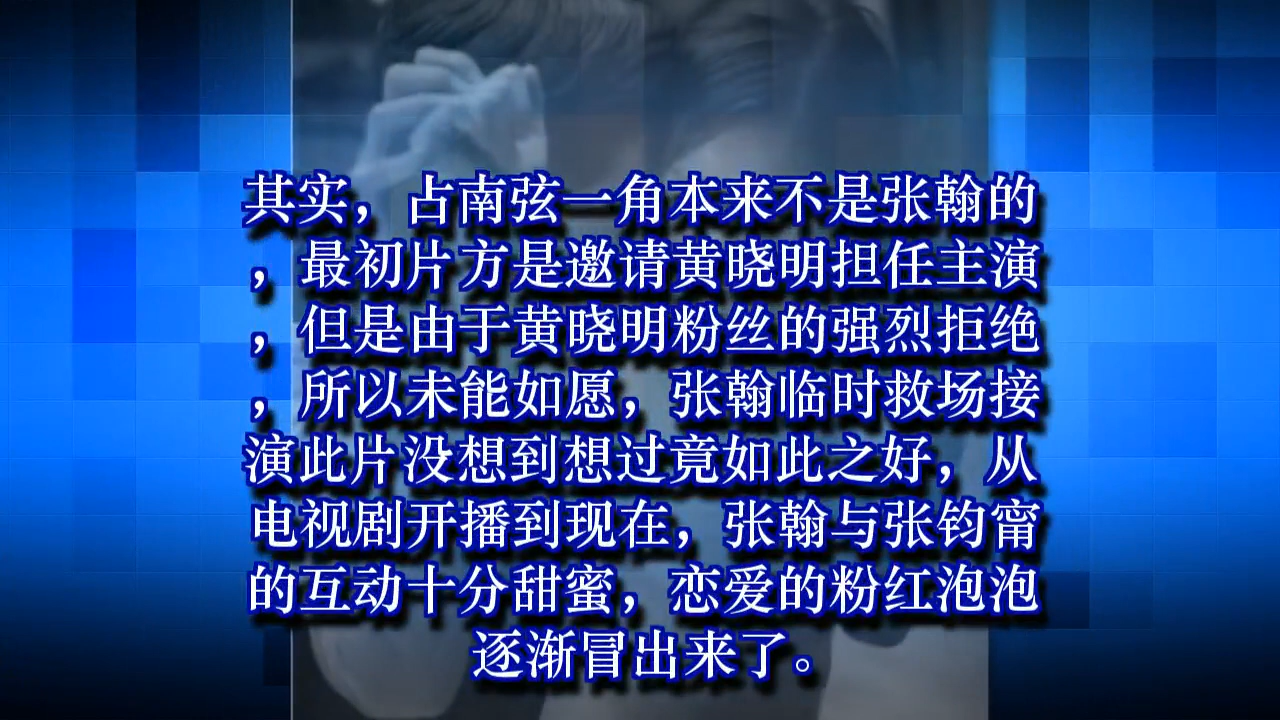 其实，占南弦一角本来不是张翰的
，最初片方是邀请黄晓明担任主演
，但是由于黄晓明粉丝的强烈拒绝
，所以未能如愿，张翰临时救场接
演此片没想到想过竟如此之好，从
电视剧开播到现在，张翰与张钧甯
的互动十分甜蜜，恋爱的粉红泡泡
逐渐冒出来了。